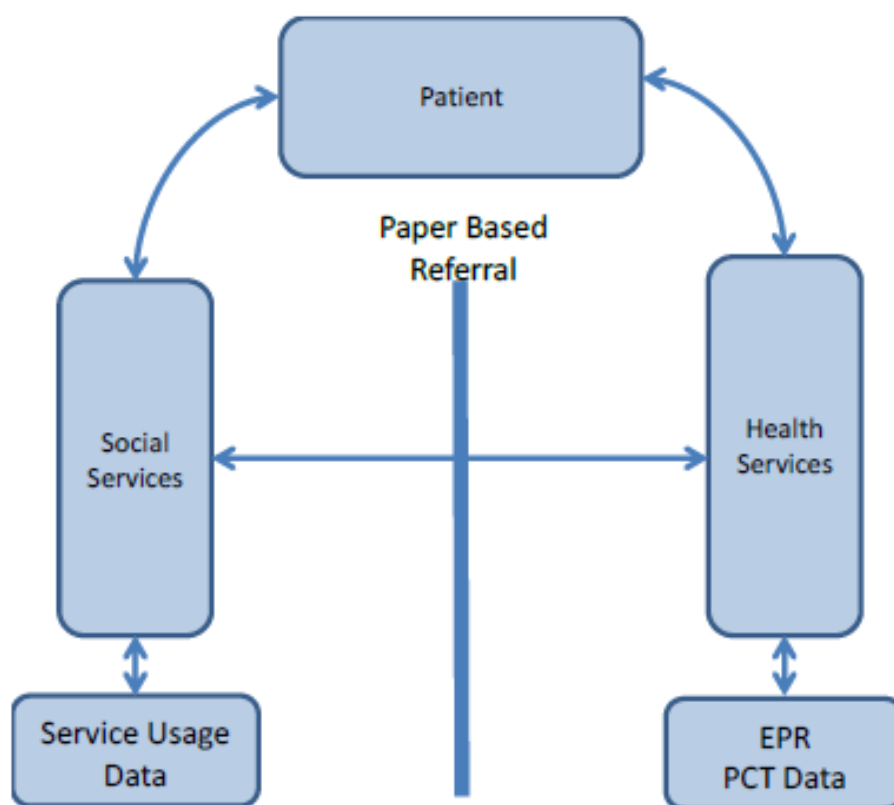 Patient
Paper Based
Referral
Social
Services
Health
Services
Service Usage
Data
EPR
PCT Data